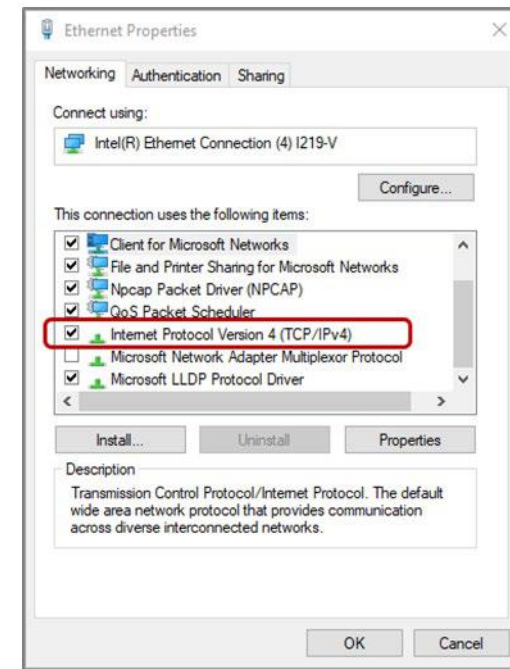 Ethernet Properties
Networking Authentication Sharing
Connect using:
Intel(R) Ethernet Connection (4) I219-V
Configure...
This connection uses the following items:
Client for Microsoft Networks
File and Printer Sharing for Microsoft Networks
Npcap Packet Driver (NPCAP)
QoS Packet Scheduler
Internet Protocol Version 4 (TCP/IPv4)
Microsoft Network Adapter Multiplexor Protocol
Microsoft LLDP Protocol Driver
Install... Uninstall Properties
Description
Transmission Control Protocol/Internet Protocol. The default
wide area network protocol that provides communication
across diverse interconnected networks.
OK Cancel